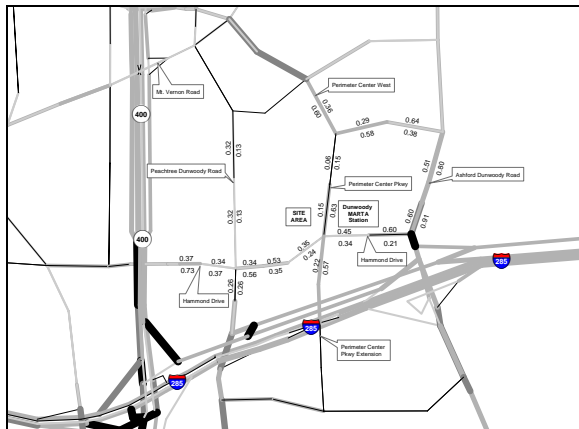 Perimeter Center West
Mt. Vernon Road
400
0.36
0.60
0.29
0.64
0.58
0.38
0.32
0.13
0.06
0.15
0.51
0.80
Peachtree Dunwoody Road
Perimeter Center Pkwy
Ashford Dunwoody Road
0.32
0.13
0.15
0.63
SITE
AREA
Dunwoody
MARTA
Station
0.60
0.91
400
0.45
0.60
0.34
0.21
0.36
0.24
Hammond Drive
0.37
0.34
0.34
0.53
0.73
0.37
0.56
0.35
0.22
0.57
0.26
0.26
Hammond Drive
285
285
Perimeter Center
Pkwy Extension
285